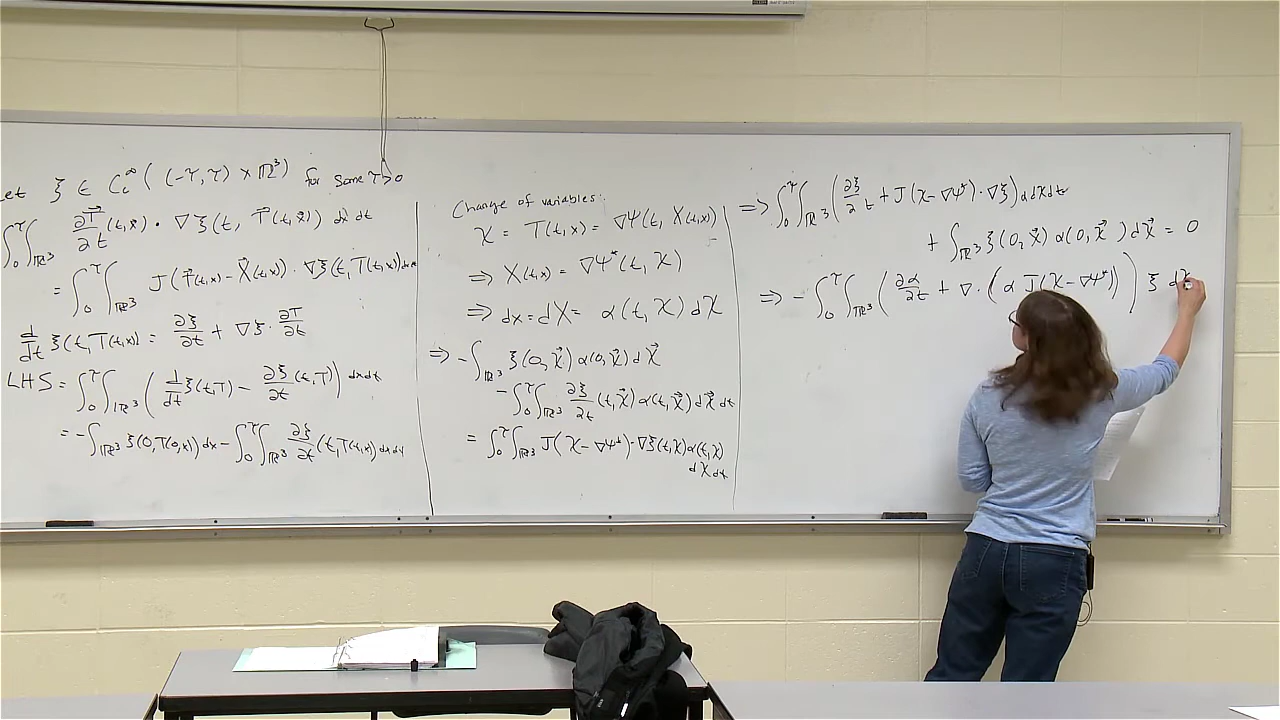 Let ξ ∈ C_c^∞ ( (-τ, τ) × ℝ³ ) for some τ>0
∫_0^τ ∫_ℝ³ ∂T⃗/∂t (t,x⃗) · ∇ξ(t, T⃗(t,x⃗)) dx⃗ dt
= ∫_0^τ ∫_ℝ³ J(T⃗(t,x) - X⃗(t,x)) · ∇ξ(t,T(t,x)) dx dt
d/dt ξ(t,T(t,x)) = ∂ξ/∂t + ∇ξ · ∂T/∂t
LHS = ∫_0^τ ∫_ℝ³ ( d/dt ξ(t,T) - ∂ξ/∂t (t,T) ) dx dt
= -∫_ℝ³ ξ(0,T(0,x)) dx - ∫_0^τ ∫_ℝ³ ∂ξ/∂t (t,T(t,x)) dx dt
Change of variables:
χ = T(t,x) = ∇Ψ(t, X(t,x))
⇒ X(t,x) = ∇Ψ*(t, χ)
⇒ dx = dX = α(t, χ) dχ
⇒ -∫_ℝ³ ξ(0,χ⃗) α(0,χ⃗) dχ⃗
- ∫_0^τ ∫_ℝ³ ∂ξ/∂t (t,χ⃗) α(t,χ⃗) dχ⃗ dt
= ∫_0^τ ∫_ℝ³ J(χ-∇Ψ*) · ∇ξ(t,χ) α(t,χ)
dχ dt
⇒ ∫_0^τ ∫_ℝ³ ( ∂ξ/∂t + J(χ-∇Ψ*) · ∇ξ ) α dχ dt
+ ∫_ℝ³ ξ(0,χ⃗) α(0,χ⃗) dχ⃗ = 0
⇒ - ∫_0^τ ∫_ℝ³ ( ∂α/∂t + ∇ · (α J(χ-∇Ψ*)) ) ξ dχ